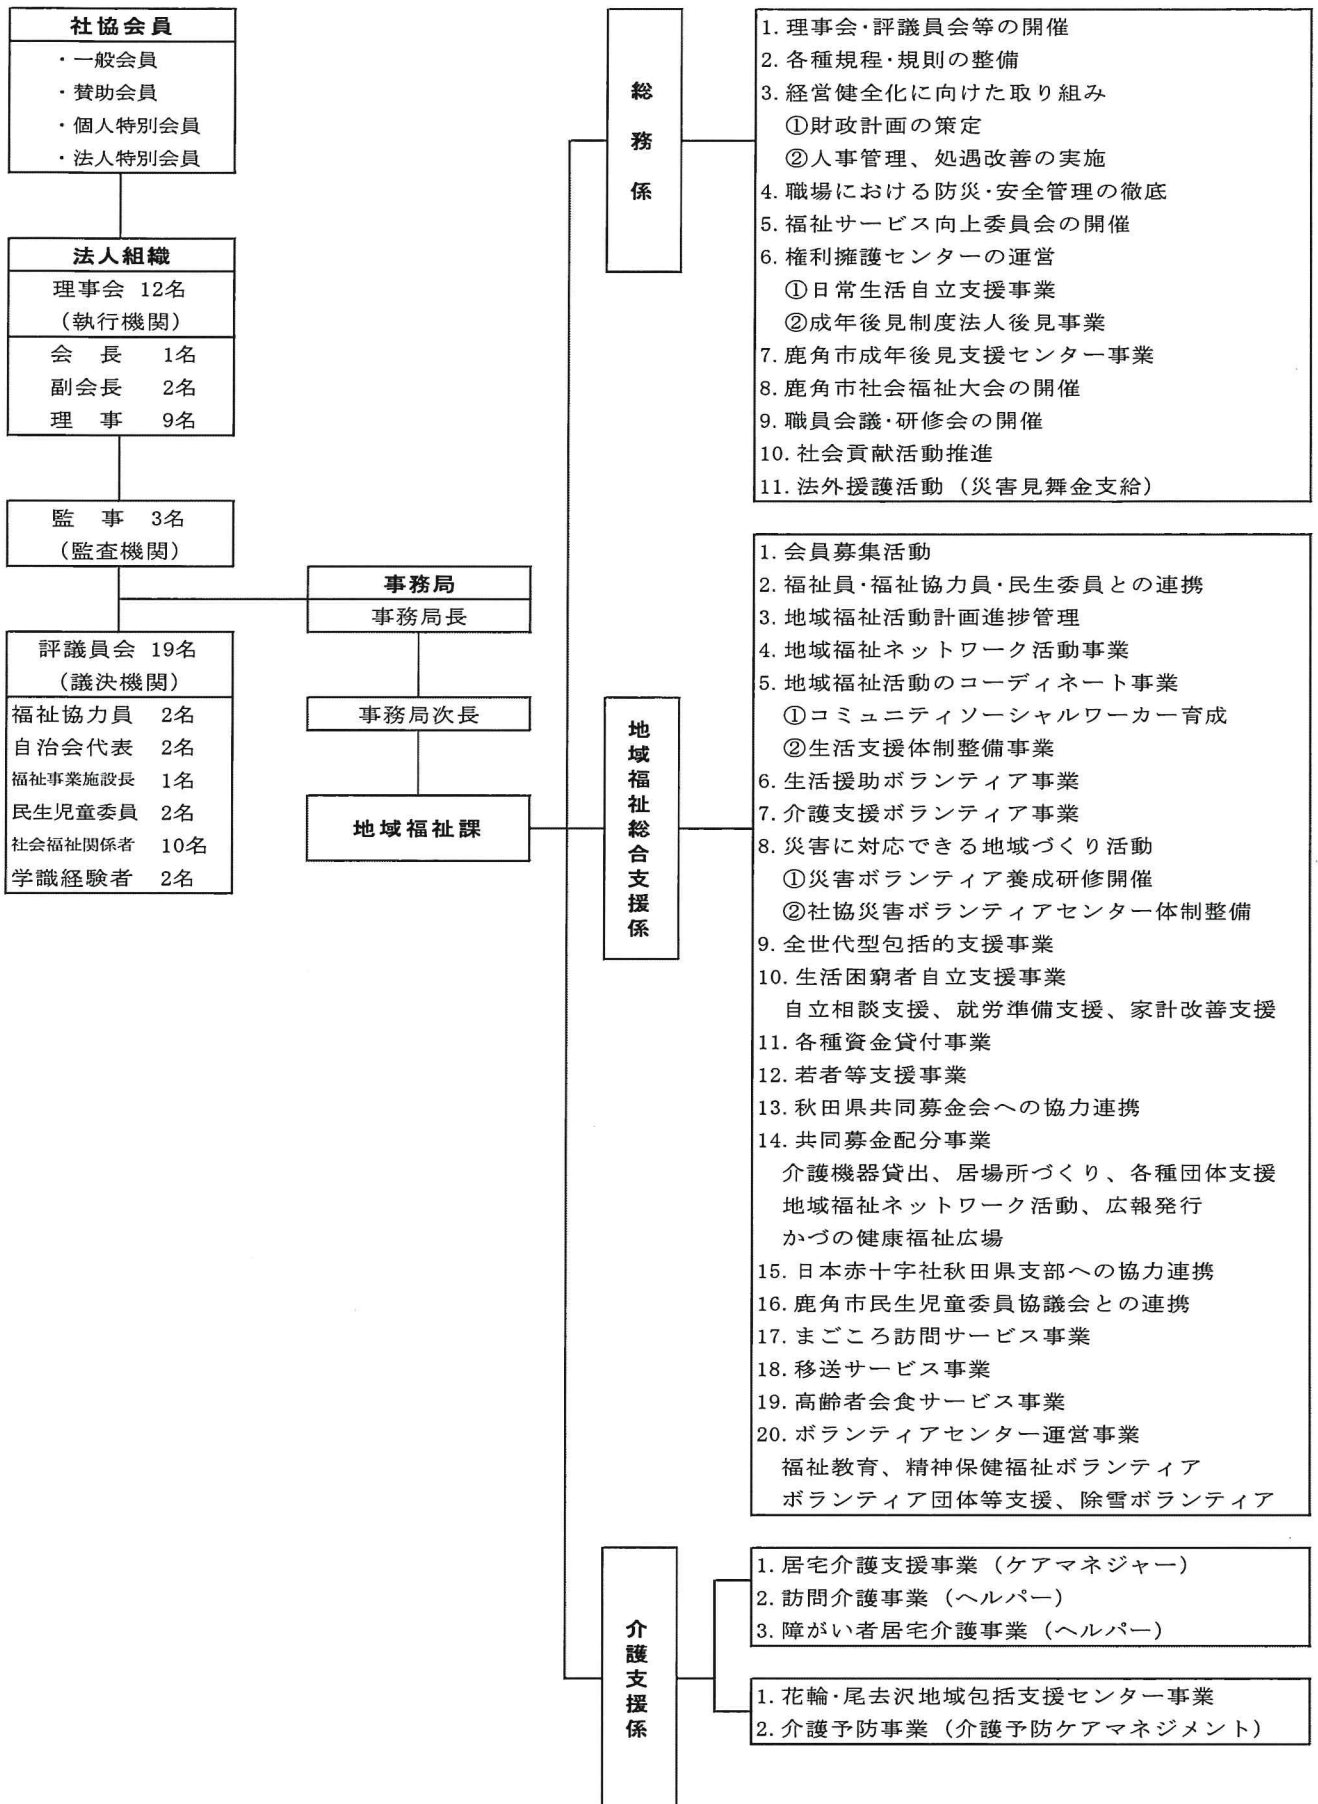 社協会員
・一般会員
・賛助会員
・個人特別会員
・法人特別会員
法人組織
理事会 12名
(執行機関)
会　長　1名
副会長　2名
理　事　9名
監　事　3名
(監査機関)
評議員会 19名
(議決機関)
福祉協力員　2名
自治会代表　2名
福祉事業施設長　1名
民生児童委員　2名
社会福祉関係者　10名
学識経験者　2名
事務局
事務局長
事務局次長
地域福祉課
総務係
1. 理事会・評議員会等の開催
2. 各種規程・規則の整備
3. 経営健全化に向けた取り組み
①財政計画の策定
②人事管理、処遇改善の実施
4. 職場における防災・安全管理の徹底
5. 福祉サービス向上委員会の開催
6. 権利擁護センターの運営
①日常生活自立支援事業
②成年後見制度法人後見事業
7. 鹿角市成年後見支援センター事業
8. 鹿角市社会福祉大会の開催
9. 職員会議・研修会の開催
10. 社会貢献活動推進
11. 法外援護活動（災害見舞金支給）
地域福祉総合支援係
1. 会員募集活動
2. 福祉員・福祉協力員・民生委員との連携
3. 地域福祉活動計画進捗管理
4. 地域福祉ネットワーク活動事業
5. 地域福祉活動のコーディネート事業
①コミュニティソーシャルワーカー育成
②生活支援体制整備事業
6. 生活援助ボランティア事業
7. 介護支援ボランティア事業
8. 災害に対応できる地域づくり活動
①災害ボランティア養成研修開催
②社協災害ボランティアセンター体制整備
9. 全世代型包括的支援事業
10. 生活困窮者自立支援事業
自立相談支援、就労準備支援、家計改善支援
11. 各種資金貸付事業
12. 若者等支援事業
13. 秋田県共同募金会への協力連携
14. 共同募金配分事業
介護機器貸出、居場所づくり、各種団体支援
地域福祉ネットワーク活動、広報発行
かづの健康福祉広場
15. 日本赤十字社秋田県支部への協力連携
16. 鹿角市民生児童委員協議会との連携
17. まごころ訪問サービス事業
18. 移送サービス事業
19. 高齢者会食サービス事業
20. ボランティアセンター運営事業
福祉教育、精神保健福祉ボランティア
ボランティア団体等支援、除雪ボランティア
介護支援係
1. 居宅介護支援事業（ケアマネジャー）
2. 訪問介護事業（ヘルパー）
3. 障がい者居宅介護事業（ヘルパー）
1. 花輪・尾去沢地域包括支援センター事業
2. 介護予防事業（介護予防ケアマネジメント）